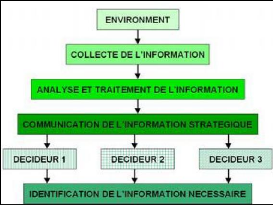 ENVIRONMENT
COLLECTE DE L'INFORMATION
ANALYSE ET TRAITEMENT DE L'INFORMATION
COMMUNICATION DE L'INFORMATION STRATEGIQUE
DECIDEUR 1
DECIDEUR 2
DECIDEUR 3
IDENTIFICATION DE L'INFORMATION NECESSAIRE